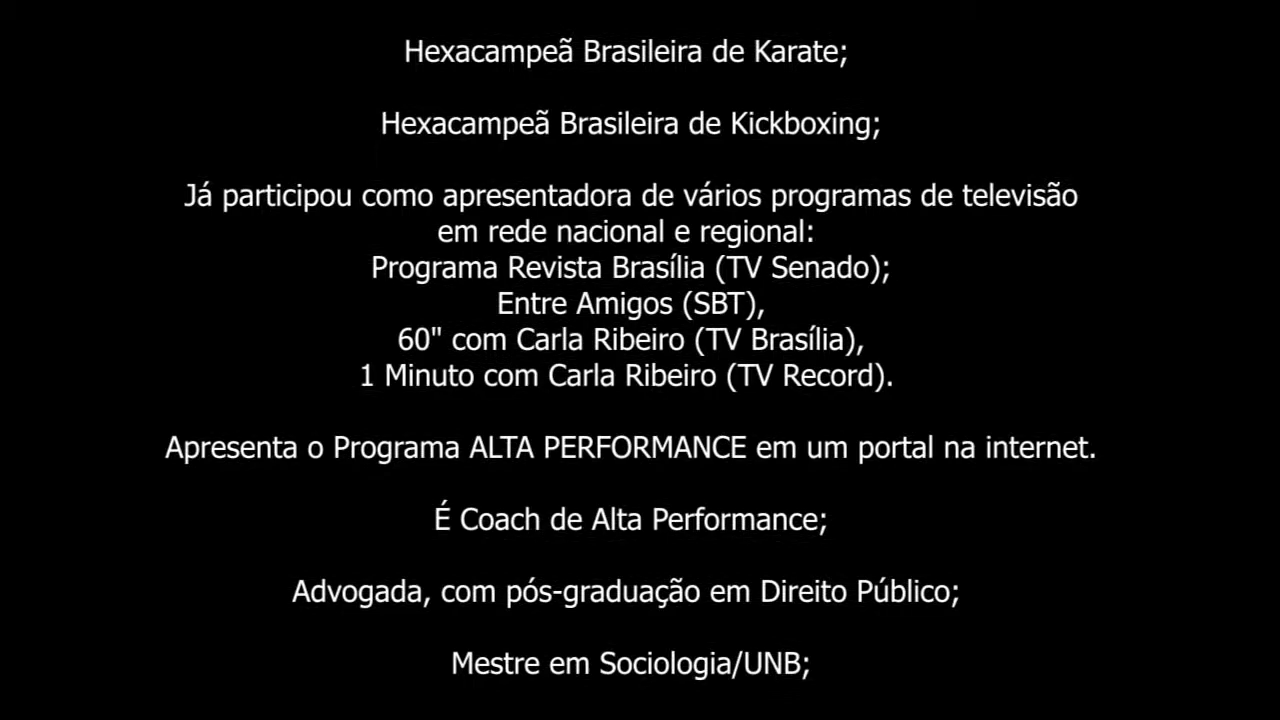 Hexacampeã Brasileira de Karate;
Hexacampeã Brasileira de Kickboxing;
Já participou como apresentadora de vários programas de televisão
em rede nacional e regional:
Programa Revista Brasília (TV Senado);
Entre Amigos (SBT),
60" com Carla Ribeiro (TV Brasília),
1 Minuto com Carla Ribeiro (TV Record).
Apresenta o Programa ALTA PERFORMANCE em um portal na internet.
É Coach de Alta Performance;
Advogada, com pós-graduação em Direito Público;
Mestre em Sociologia/UNB;